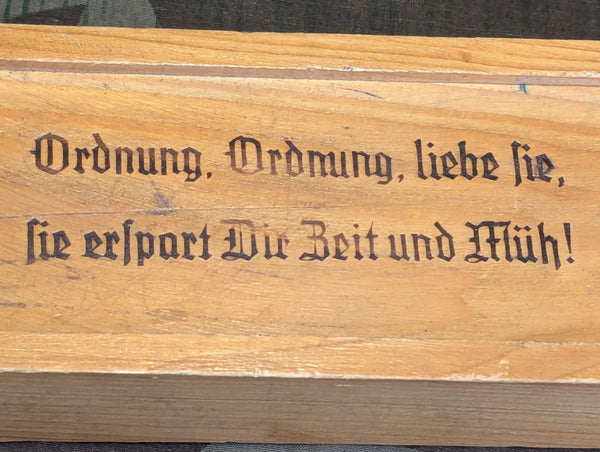 Ordnung, Ordnung, liebe ſie,
ſie erſpart Dir Zeit und Müh!